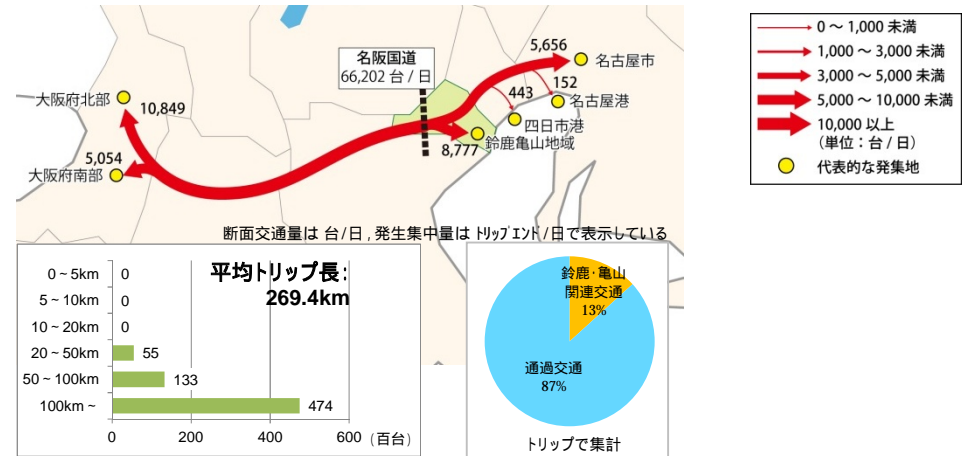 名阪国道
66,202 台 / 日
5,656
名古屋市
152
名古屋港
443
四日市港
鈴鹿亀山地域
8,777
大阪府北部
10,849
5,054
大阪府南部
0 ～ 1,000 未満
1,000 ～ 3,000 未満
3,000 ～ 5,000 未満
5,000 ～ 10,000 未満
10,000 以上
（単位：台 / 日）
代表的な発集地
断面交通量は 台/日 , 発生集中量は トリップエンド/日で表示している
平均トリップ長：
269.4km
0 ~ 5km 0
5 ~ 10km 0
10 ~ 20km 0
20 ~ 50km 55
50 ~ 100km 133
100km ~ 474
0 200 400 600 （百台）
鈴鹿･亀山
関連交通
13%
通過交通
87%
トリップで集計